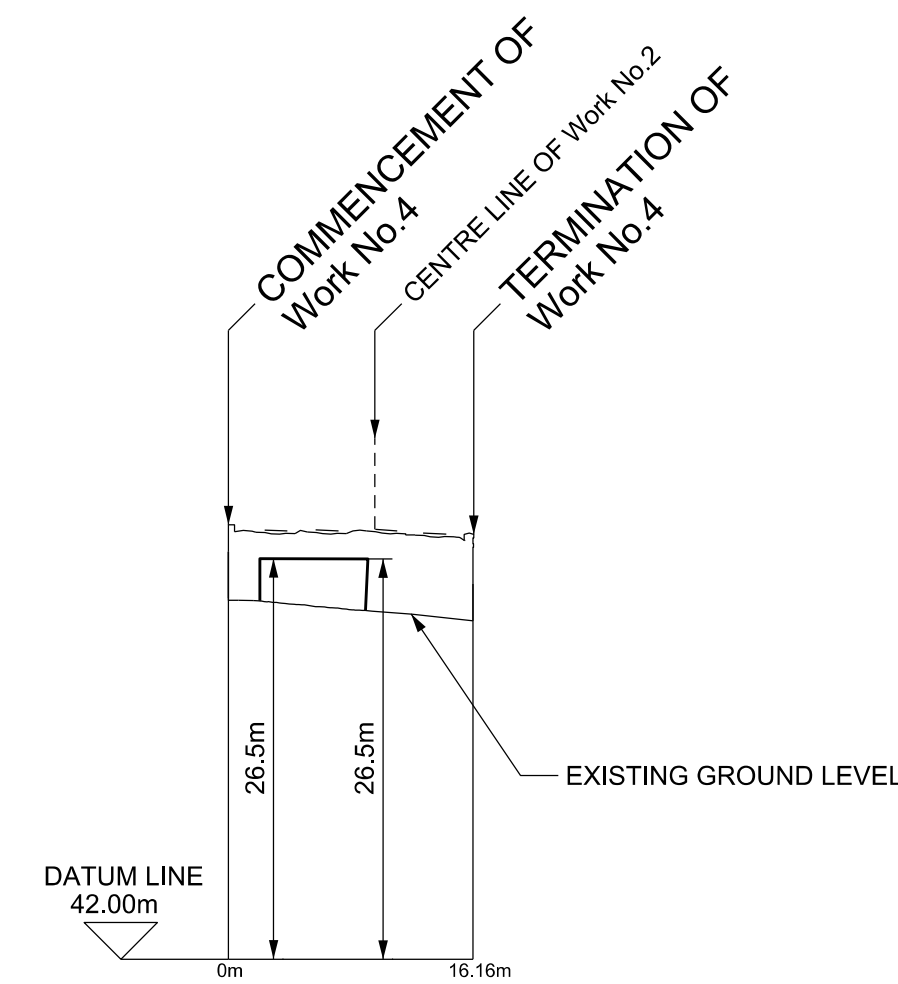 COMMENCEMENT OF
Work No.4
CENTRE LINE OF Work No.2
TERMINATION OF
Work No.4
26.5m
26.5m
EXISTING GROUND LEVEL
DATUM LINE
42.00m
0m
16.16m